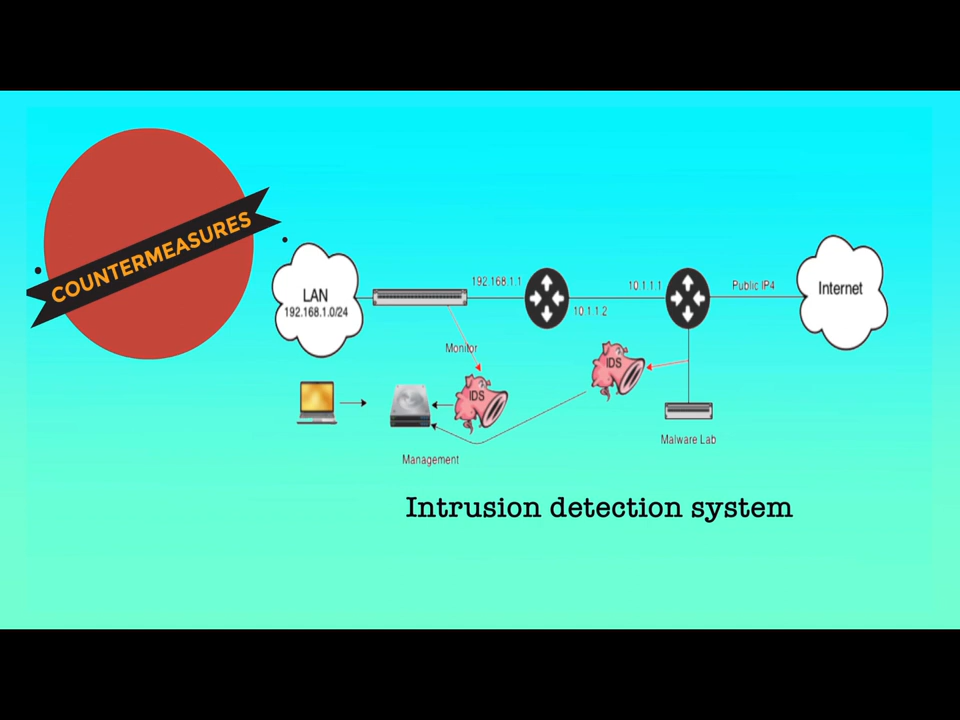 COUNTERMEASURES
LAN
192.168.1.0/24
192.168.1.1
10.1.1.2
10.1.1.1
Public IP4
Internet
Monitor
IDS
IDS
Malware Lab
Management
Intrusion detection system